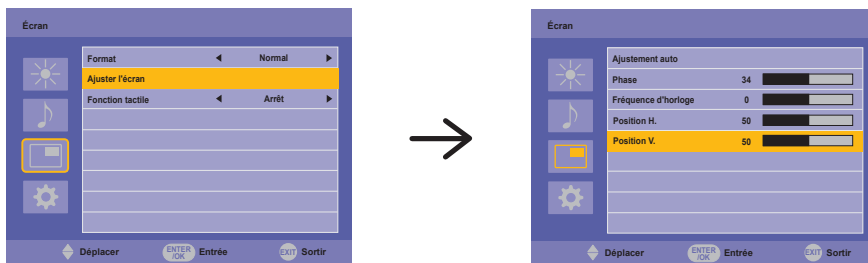 Écran
Format Normal
Ajuster l'écran
Fonction tactile Arrêt
Déplacer ENTER /OK Entrée EXIT Sortir
Écran
Ajustement auto
Phase 34
Fréquence d'horloge 0
Position H. 50
Position V. 50
Déplacer ENTER /OK Entrée EXIT Sortir